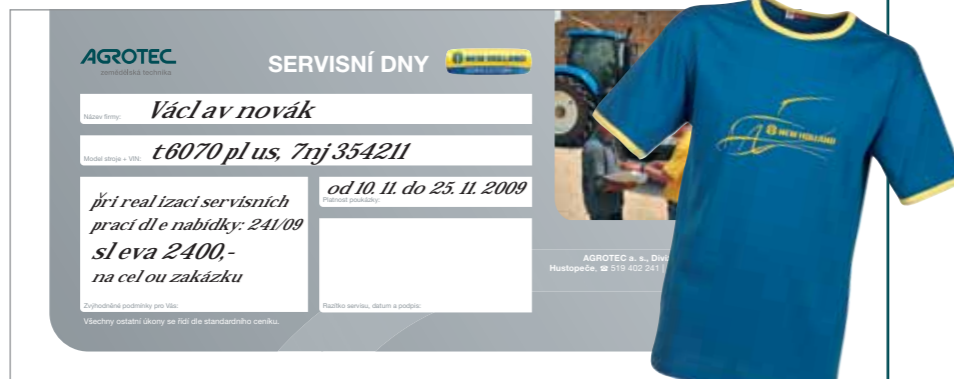 AGROTEC
zemědělská technika
SERVISNÍ DNY
NEW HOLLAND
Název firmy: Václav novák
Model stroje + VIN: t6070 plus, 7nj354211
při realizaci servisních
prací dle nabídky: 241/09
sleva 2400,-
na celou zakázku
Zvýhodněné podmínky pro Vás:
od 10. 11. do 25. 11. 2009
Platnost poukázky:
Razítko servisu, datum a podpis:
Všechny ostatní úkony se řídí dle standardního ceníku.
AGROTEC a. s.,
Hustopeče, ☎ 519 402 241 |
NEW HOLLAND